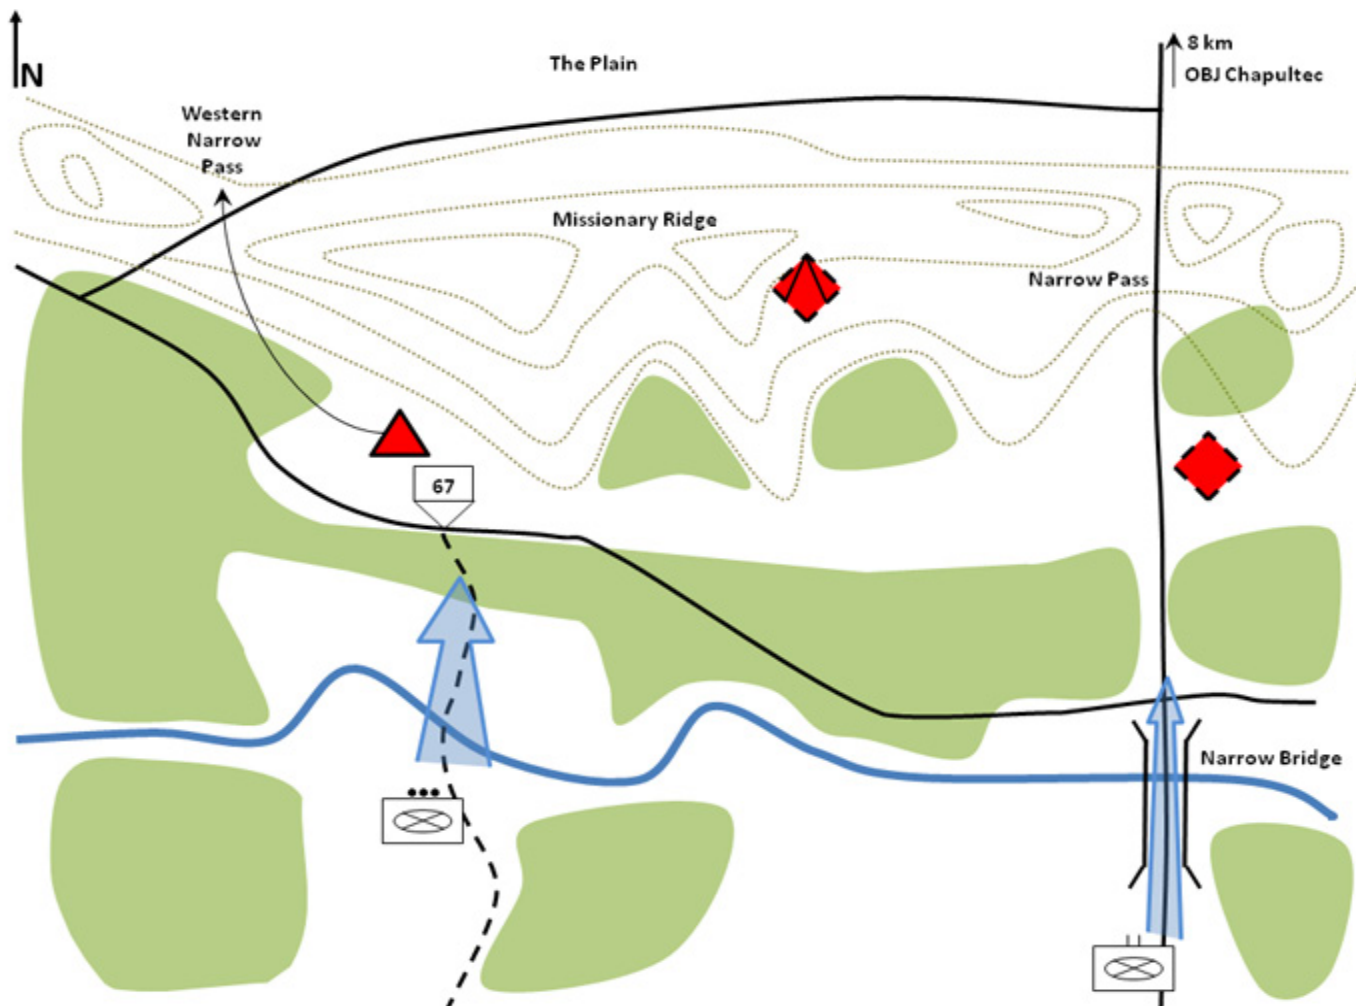 8 km
OBJ Chapultec
The Plain
N
Western
Narrow
Pass
Missionary Ridge
Narrow Pass
67
Narrow Bridge